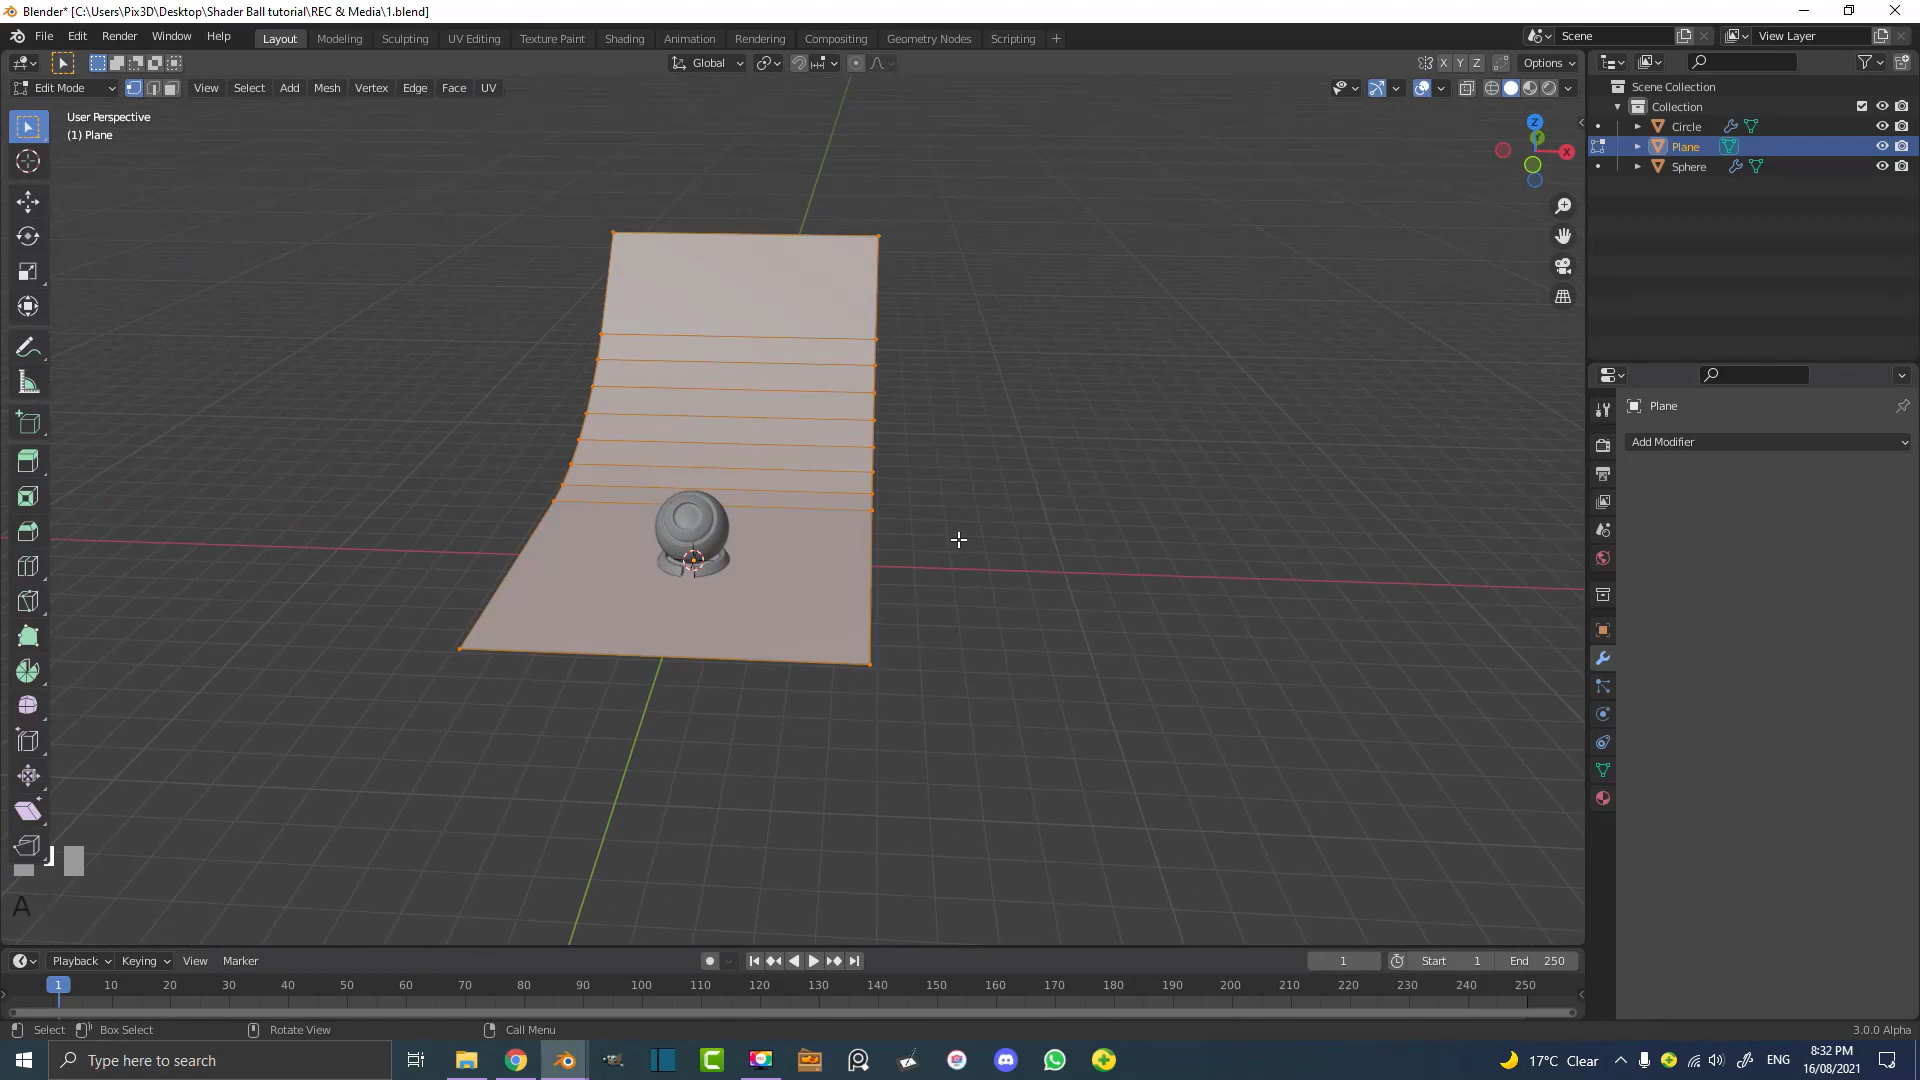 Blender* [C:\Users\Pix3D\Desktop\Shader Ball tutorial\REC & Media\1.blend]
File Edit Render Window Help Layout Modeling Sculpting UV Editing Texture Paint Shading Animation Rendering Compositing Geometry Nodes Scripting + Scene View Layer
Global X Y Z Options
Edit Mode View Select Add Mesh Vertex Edge Face UV
Scene Collection
Collection
Circle
Plane
Sphere
User Perspective
(1) Plane
Z
Y
X
Plane
Add Modifier
A
Playback Keying View Marker 1 Start 1 End 250
1 10 20 30 40 50 60 70 80 90 100 110 120 130 140 150 160 170 180 190 200 210 220 230 240 250
Select Box Select Rotate View Call Menu 3.0.0 Alpha
Type here to search 17°C Clear ENG 8:32 PM
16/08/2021